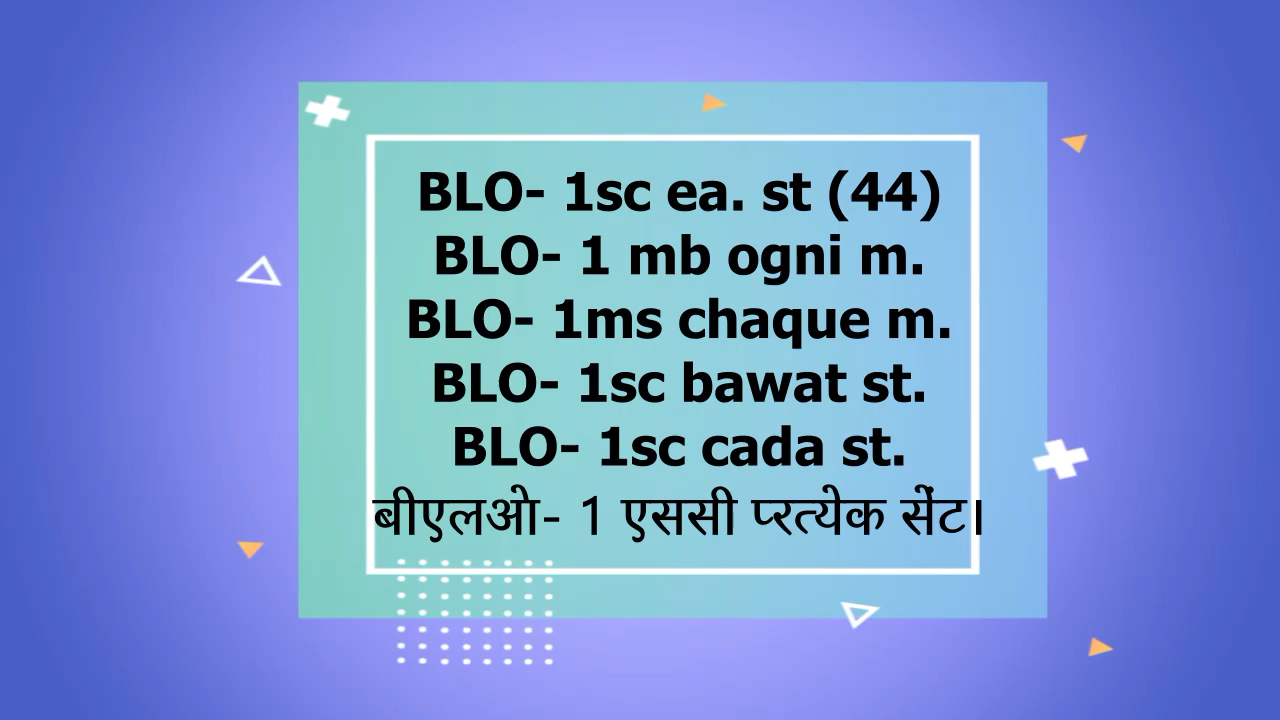 BLO- 1sc ea. st (44)
BLO- 1 mb ogni m.
BLO- 1ms chaque m.
BLO- 1sc bawat st.
BLO- 1sc cada st.
बीएलओ- 1 एससी प्रत्येक सेंट।